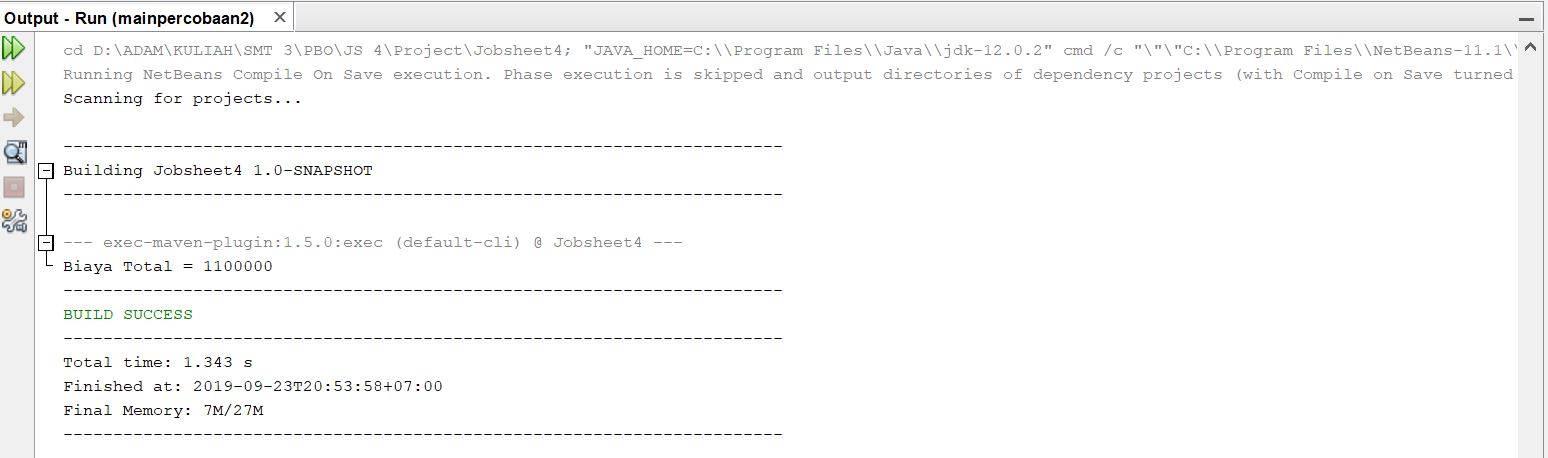 Output - Run (mainpercobaan2) ×
cd D:\ADAM\KULIAH\SMT 3\PBO\JS 4\Project\Jobsheet4; "JAVA_HOME=C:\\Program Files\\Java\\jdk-12.0.2" cmd /c "\"\"C:\\Program Files\\NetBeans-11.1\\
Running NetBeans Compile On Save execution. Phase execution is skipped and output directories of dependency projects (with Compile on Save turned
Scanning for projects...
------------------------------------------------------------------------
Building Jobsheet4 1.0-SNAPSHOT
------------------------------------------------------------------------
--- exec-maven-plugin:1.5.0:exec (default-cli) @ Jobsheet4 ---
Biaya Total = 1100000
------------------------------------------------------------------------
BUILD SUCCESS
------------------------------------------------------------------------
Total time: 1.343 s
Finished at: 2019-09-23T20:53:58+07:00
Final Memory: 7M/27M
------------------------------------------------------------------------